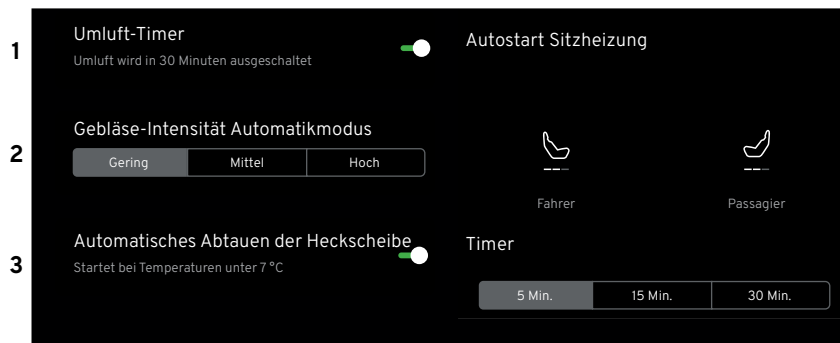 1
Umluft-Timer
Umluft wird in 30 Minuten ausgeschaltet
2
Gebläse-Intensität Automatikmodus
Gering Mittel Hoch
3
Automatisches Abtauen der Heckscheibe
Startet bei Temperaturen unter 7 °C
Autostart Sitzheizung
Fahrer Passagier
Timer
5 Min. 15 Min. 30 Min.